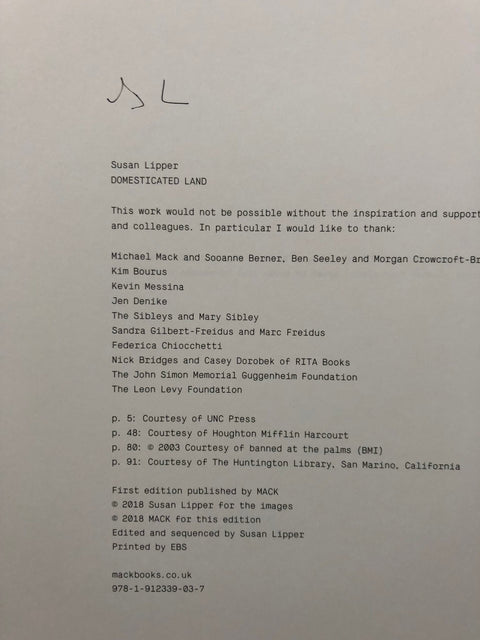 S L
Susan Lipper
DOMESTICATED LAND
This work would not be possible without the inspiration and support
and colleagues. In particular I would like to thank:
Michael Mack and Sooanne Berner, Ben Seeley and Morgan Crowcroft-Br
Kim Bourus
Kevin Messina
Jen Denike
The Sibleys and Mary Sibley
Sandra Gilbert-Freidus and Marc Freidus
Federica Chiocchetti
Nick Bridges and Casey Dorobek of RITA Books
The John Simon Memorial Guggenheim Foundation
The Leon Levy Foundation
p. 5: Courtesy of UNC Press
p. 48: Courtesy of Houghton Mifflin Harcourt
p. 80: © 2003 Courtesy of banned at the palms (BMI)
p. 91: Courtesy of The Huntington Library, San Marino, California
First edition published by MACK
© 2018 Susan Lipper for the images
© 2018 MACK for this edition
Edited and sequenced by Susan Lipper
Printed by EBS
mackbooks.co.uk
978-1-912339-03-7